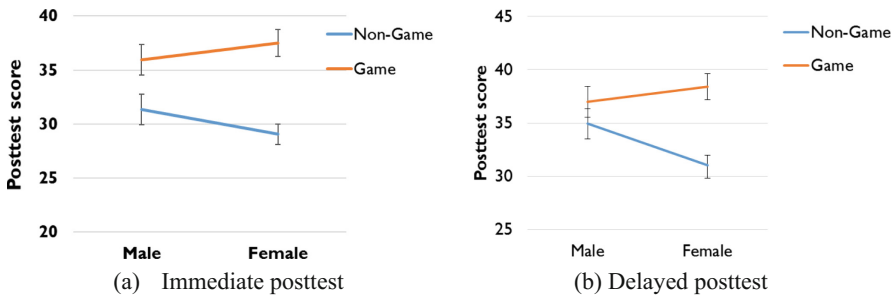 Posttest score
40
35
30
25
20
Male Female
Non-Game
Game
(a) Immediate posttest
Posttest score
45
40
35
30
25
Male Female
Non-Game
Game
(b) Delayed posttest